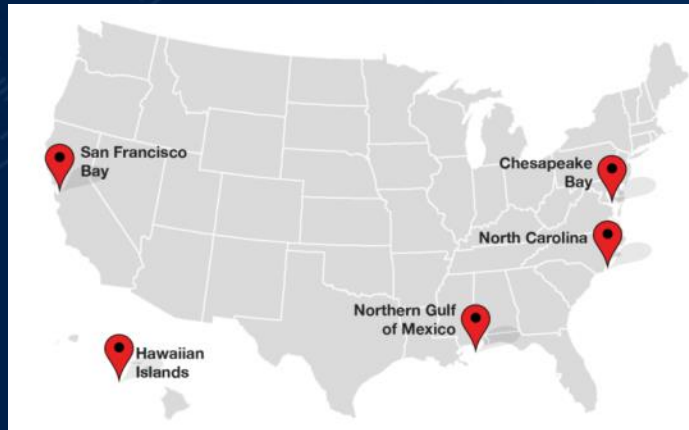 San Francisco
Bay
Chesapeake
Bay
North Carolina
Northern Gulf
of Mexico
Hawaiian
Islands